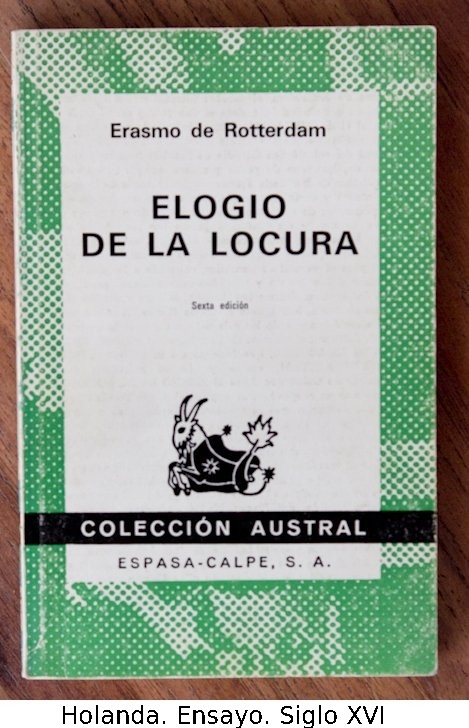 Erasmo de Rotterdam
ELOGIO
DE LA LOCURA
Sexta edición
COLECCIÓN AUSTRAL
ESPASA-CALPE, S. A.
Holanda. Ensayo. Siglo XVI